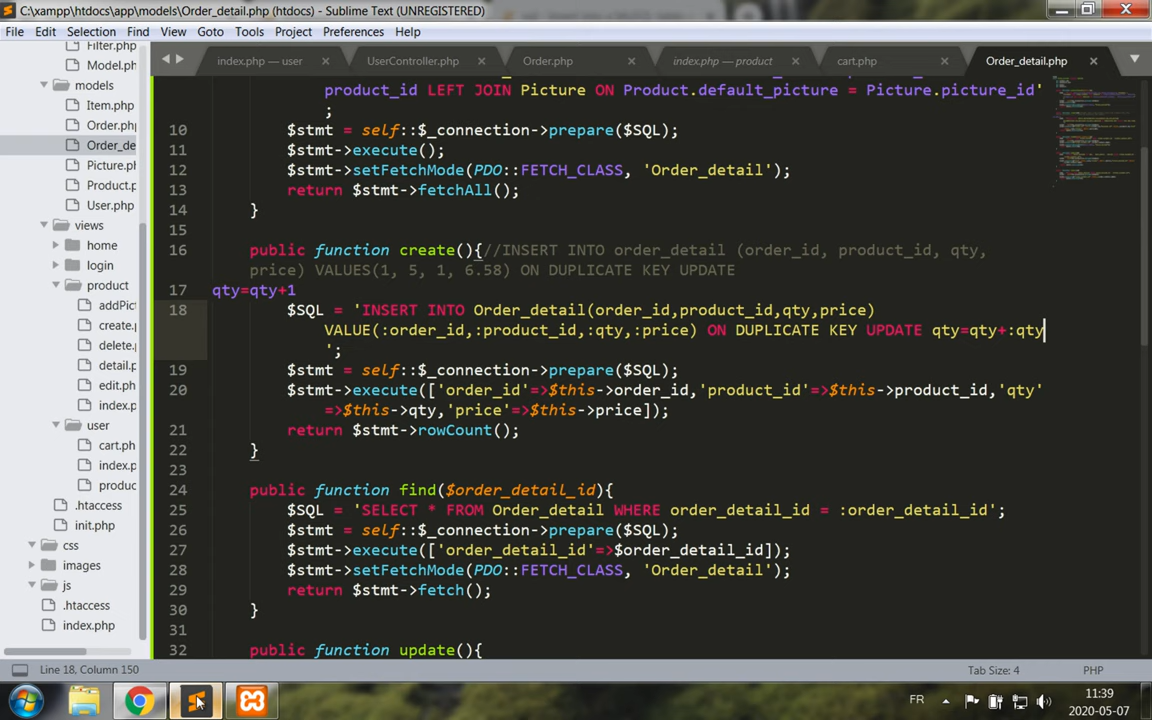 C:\xampp\htdocs\app\models\Order_detail.php (htdocs) - Sublime Text (UNREGISTERED)
File Edit Selection Find View Goto Tools Project Preferences Help
index.php — user UserController.php Order.php index.php — product cart.php Order_detail.php
Filter.php
Model.php
models
Item.php
Order.php
Order_de
Picture.p
Product.p
User.php
views
home
login
product
addPict
create.p
delete.p
detail.p
edit.ph
index.p
user
cart.ph
index.p
produc
.htaccess
init.php
css
images
js
.htaccess
index.php
product_id LEFT JOIN Picture ON Product.default_picture = Picture.picture_id'
;
10 $stmt = self::$_connection->prepare($SQL);
11 $stmt->execute();
12 $stmt->setFetchMode(PDO::FETCH_CLASS, 'Order_detail');
13 return $stmt->fetchAll();
14 }
15
16 public function create(){//INSERT INTO order_detail (order_id, product_id, qty,
price) VALUES(1, 5, 1, 6.58) ON DUPLICATE KEY UPDATE
17 qty=qty+1
18 $SQL = 'INSERT INTO Order_detail(order_id,product_id,qty,price)
VALUE(:order_id,:product_id,:qty,:price) ON DUPLICATE KEY UPDATE qty=qty+:qty
';
19 $stmt = self::$_connection->prepare($SQL);
20 $stmt->execute(['order_id'=>$this->order_id,'product_id'=>$this->product_id,'qty'
=>$this->qty,'price'=>$this->price]);
21 return $stmt->rowCount();
22 }
23
24 public function find($order_detail_id){
25 $SQL = 'SELECT * FROM Order_detail WHERE order_detail_id = :order_detail_id';
26 $stmt = self::$_connection->prepare($SQL);
27 $stmt->execute(['order_detail_id'=>$order_detail_id]);
28 $stmt->setFetchMode(PDO::FETCH_CLASS, 'Order_detail');
29 return $stmt->fetch();
30 }
31
32 public function update(){
Line 18, Column 150 Tab Size: 4 PHP
FR 11:39
2020-05-07